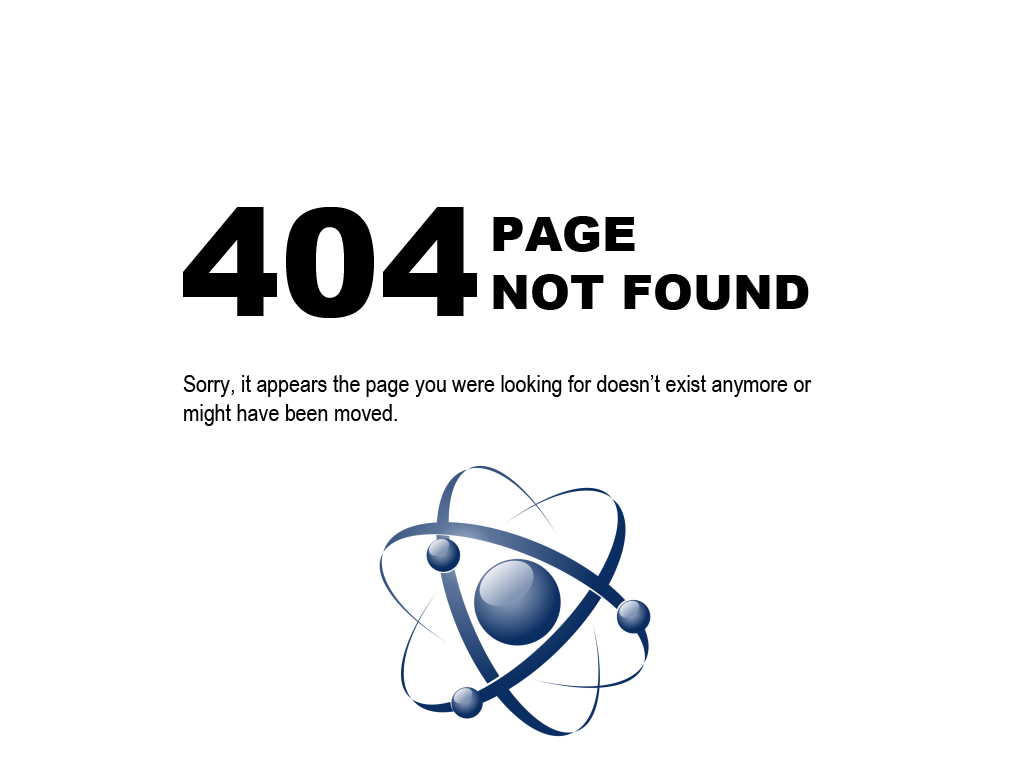 404 PAGE
NOT FOUND
Sorry, it appears the page you were looking for doesn’t exist anymore or
might have been moved.